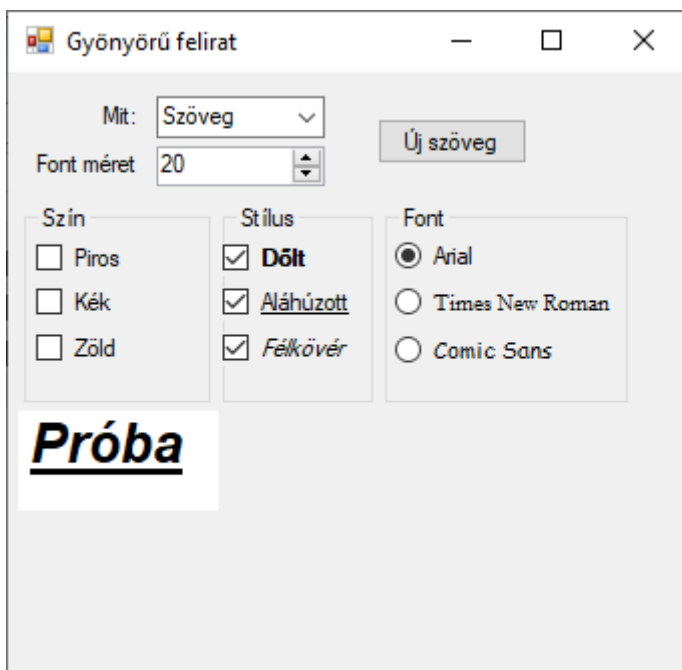 Gyönyörű felirat
Mit: Szöveg
Új szöveg
Font méret 20
Szín
Piros
Kék
Zöld
Stílus
Dőlt
Aláhúzott
Félkövér
Font
Arial
Times New Roman
Comic Sans
Próba